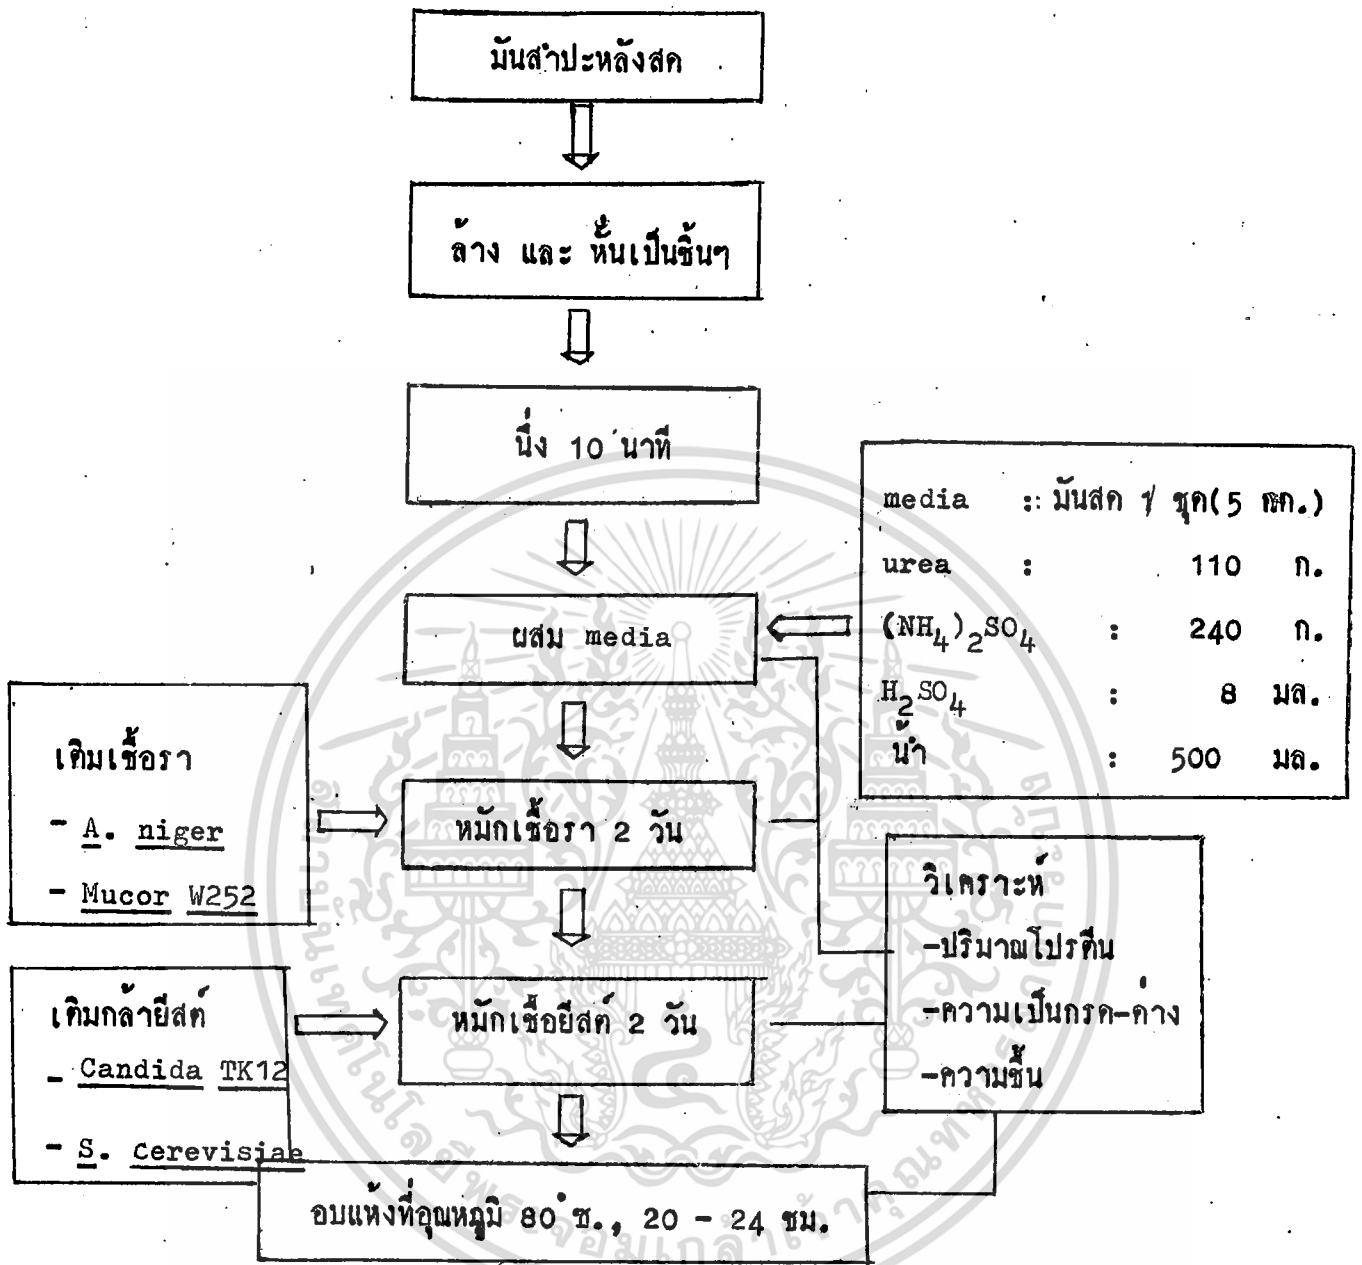 มันสำปะหลังสด
ล้าง และ หั่นเป็นชิ้นๆ
นึ่ง 10 นาที
ผสม media
media : มันสด 1 ชุด(5 กก.)
urea : 110 ก.
(NH4)2SO4 : 240 ก.
H2SO4 : 8 มล.
น้ำ : 500 มล.
เติมเชื้อรา
- A. niger
- Mucor W252
หมักเชื้อรา 2 วัน
เติมกล้ายีสต์
- Candida TK12
- S. cerevisiae
หมักเชื้อยีสต์ 2 วัน
วิเคราะห์
-ปริมาณโปรตีน
-ความเป็นกรด-ด่าง
-ความชื้น
อบแห้งที่อุณหภูมิ 80°ซ., 20 - 24 ชม.